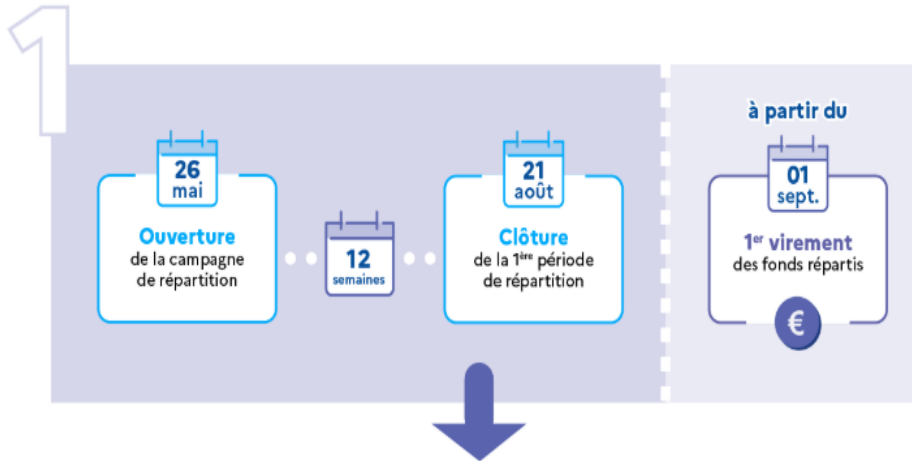 1
26
mai
Ouverture
de la campagne
de répartition
12
semaines
21
août
Clôture
de la 1ère période
de répartition
à partir du
01
sept.
1er virement
des fonds répartis
€